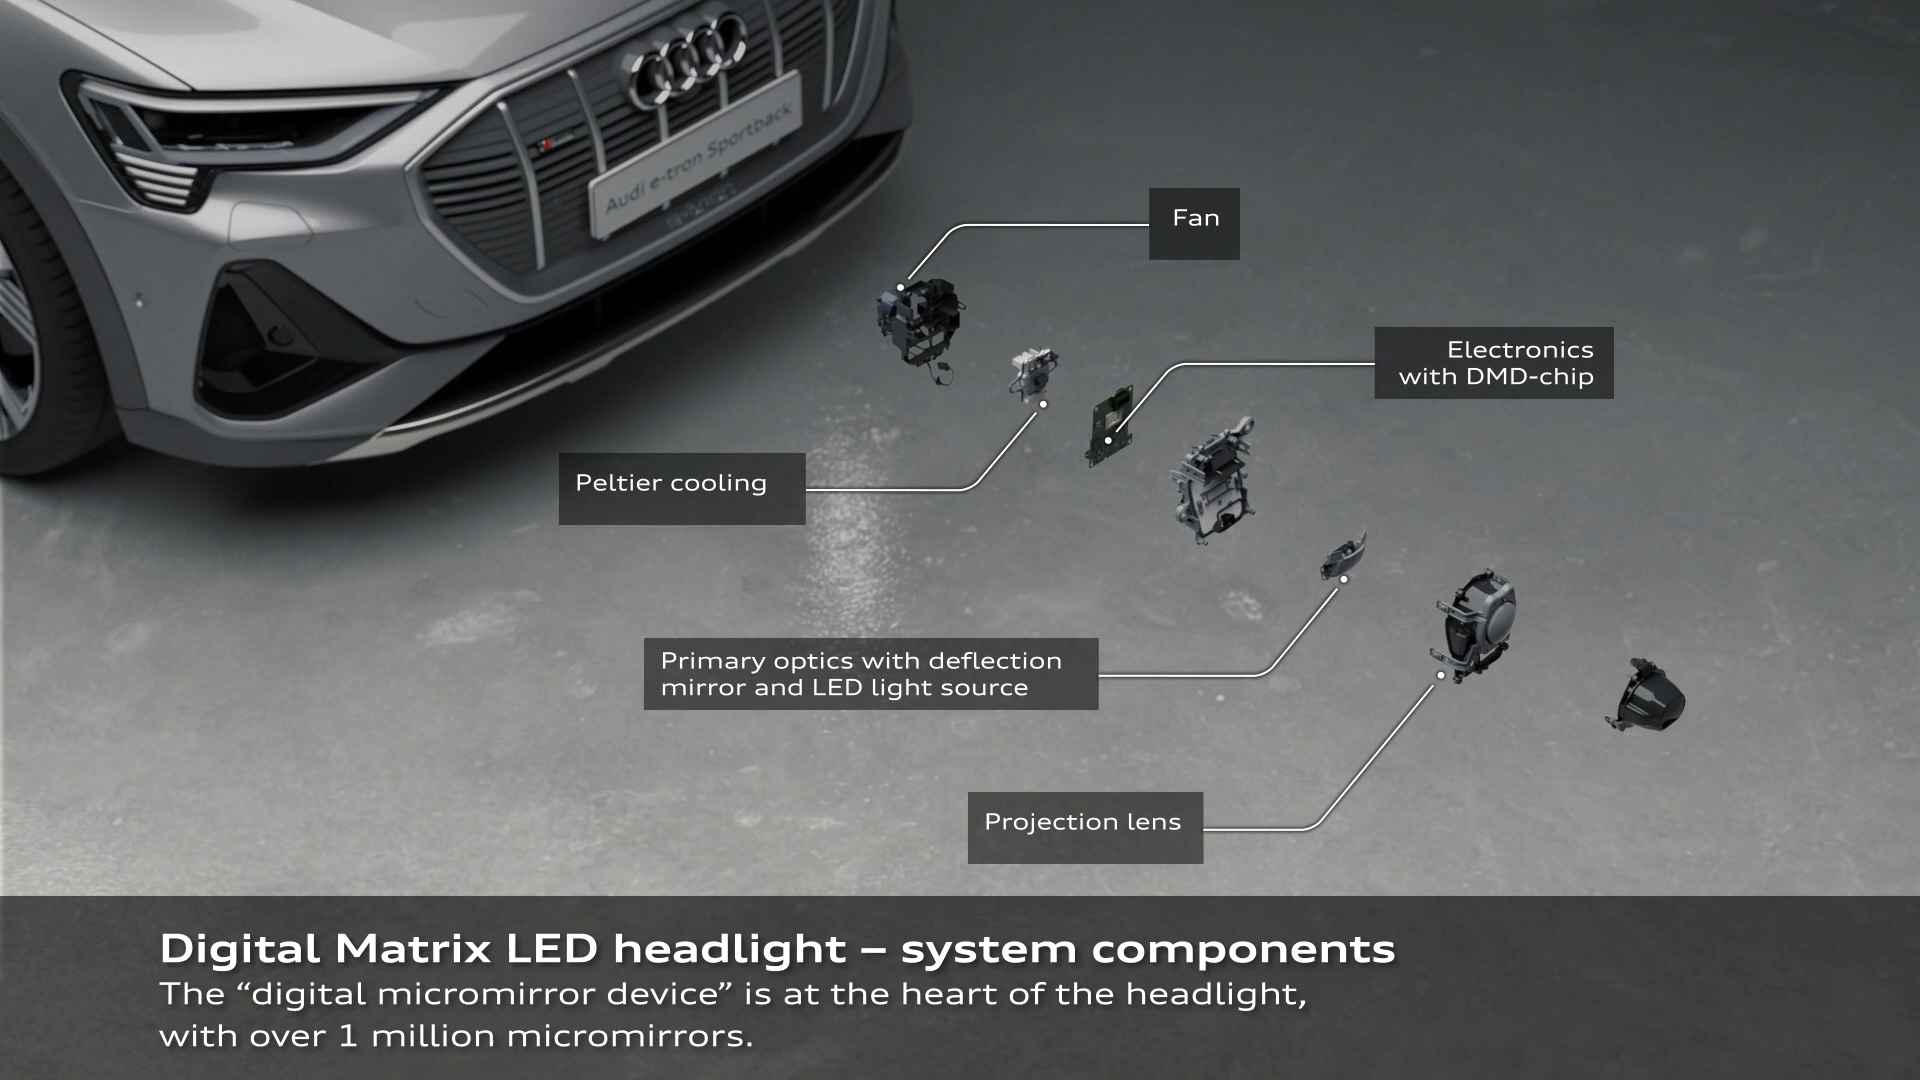 Audi e-tron Sportback
Fan
Electronics
with DMD-chip
Peltier cooling
Primary optics with deflection
mirror and LED light source
Projection lens
Digital Matrix LED headlight – system components
The “digital micromirror device” is at the heart of the headlight,
with over 1 million micromirrors.